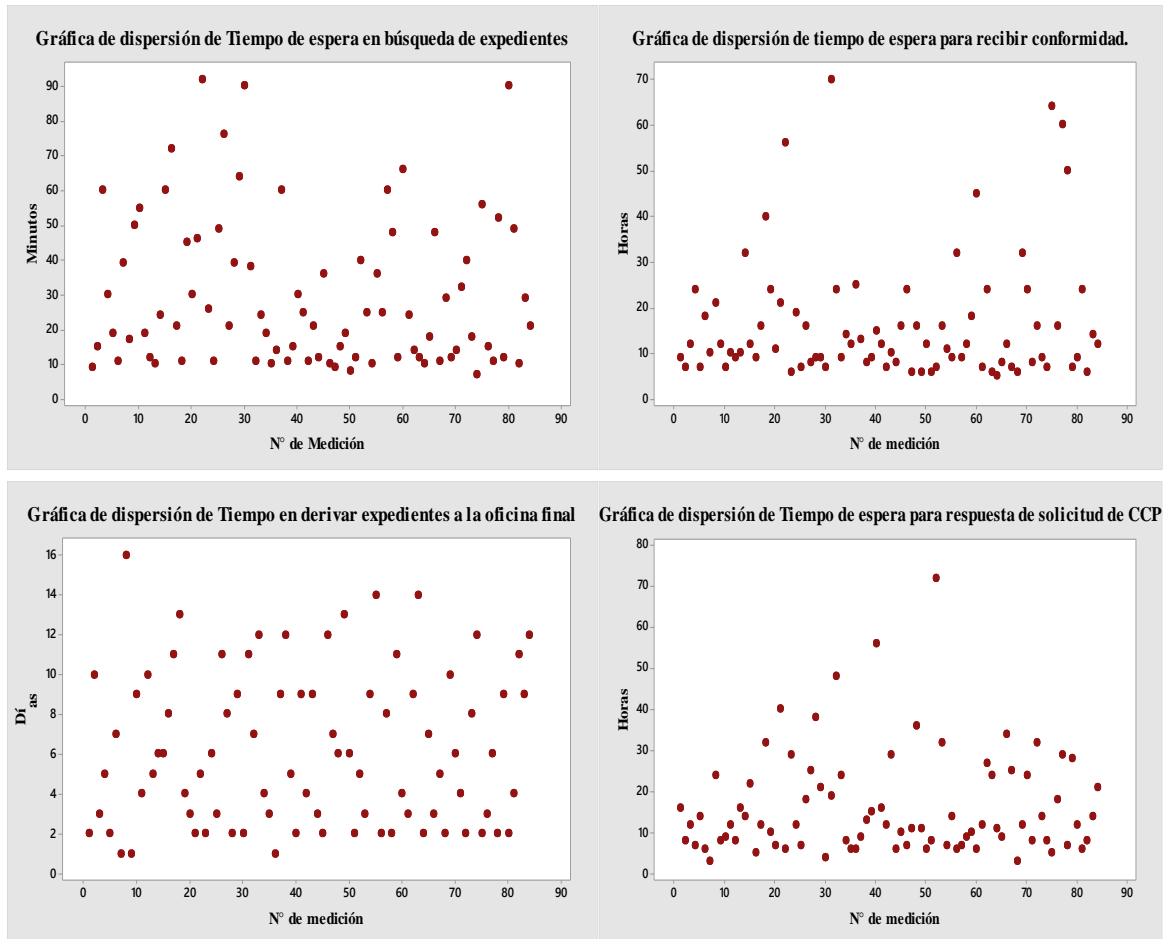 Gráfica de dispersión de Tiempo de espera en búsqueda de expedientes
90
80
70
60
50
40
30
20
10
0
Minutos
0 10 20 30 40 50 60 70 80 90
N° de Medición
Gráfica de dispersión de tiempo de espera para recibir conformidad.
70
60
50
40
30
20
10
0
Horas
0 10 20 30 40 50 60 70 80 90
N° de medición
Gráfica de dispersión de Tiempo en derivar expedientes a la oficina final
16
14
12
10
8
6
4
2
0
Dí
as
0 10 20 30 40 50 60 70 80 90
N° de medición
Gráfica de dispersión de Tiempo de espera para respuesta de solicitud de CCP
80
70
60
50
40
30
20
10
0
Horas
0 10 20 30 40 50 60 70 80 90
N° de medición